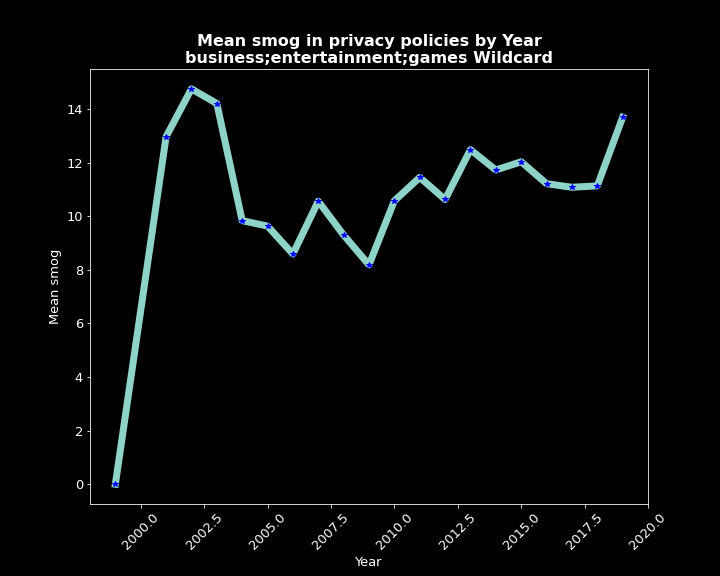 Mean smog in privacy policies by Year
business;entertainment;games Wildcard
14
12
10
8
6
4
2
0
Mean smog
2000.0 2002.5 2005.0 2007.5 2010.0 2012.5 2015.0 2017.5 2020.0
Year